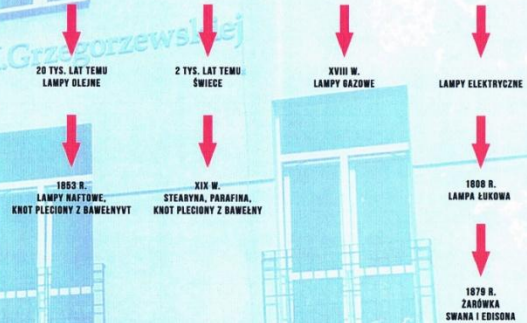 .Grzegorzewskiej
20 TYS. LAT TEMU
LAMPY OLEJNE
2 TYS. LAT TEMU
ŚWIECE
XVIII W.
LAMPY GAZOWE
LAMPY ELEKTRYCZNE
1853 R.
LAMPY NAFTOWE,
KNOT PLECIONY Z BAWEŁNYVT
XIX W.
STEARYNA, PARAFINA,
KNOT PLECIONY Z BAWEŁNY
1808 R.
LAMPA ŁUKOWA
1879 R.
ŻARÓWKA
SWANA I EDISONA